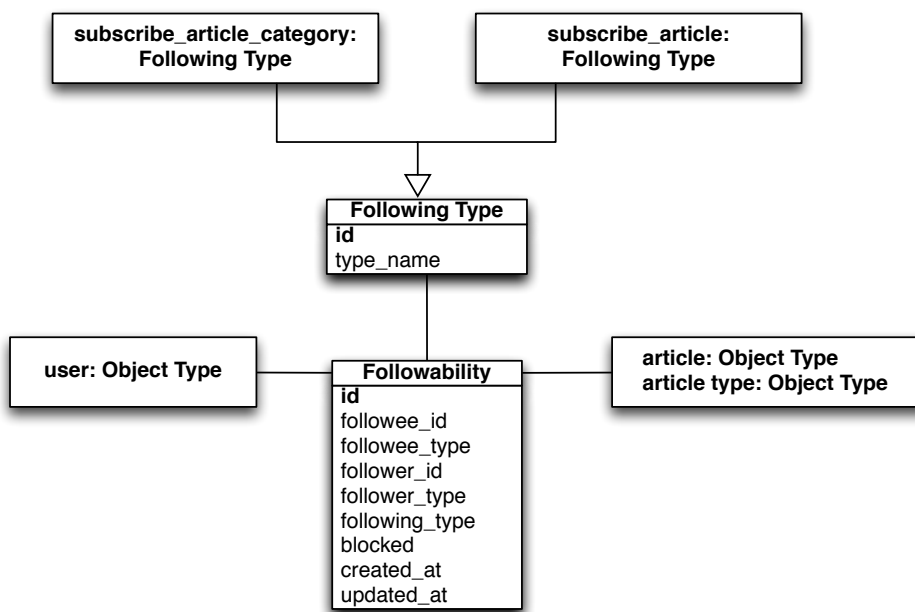 subscribe_article_category:
Following Type
subscribe_article:
Following Type
Following Type
id
type_name
user: Object Type
Followability
id
followee_id
followee_type
follower_id
follower_type
following_type
blocked
created_at
updated_at
article: Object Type
article type: Object Type